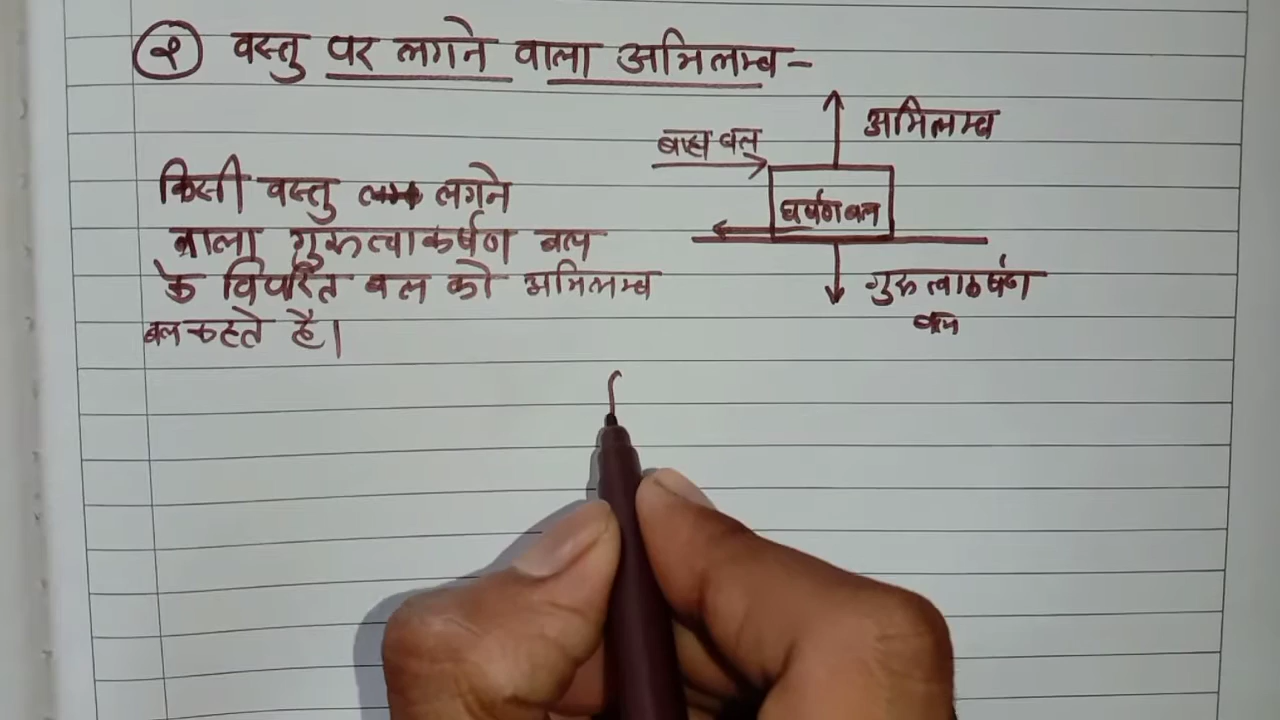 २ वस्तु पर लगने वाला अभिलम्ब -
अभिलम्ब
बाह्य बल
किसी वस्तु लगने
घर्षण बल
वाला गुरुत्वाकर्षण बल
के विपरित बल को अभिलम्ब
गुरुत्वाकर्षण
बल
बल कहते है।